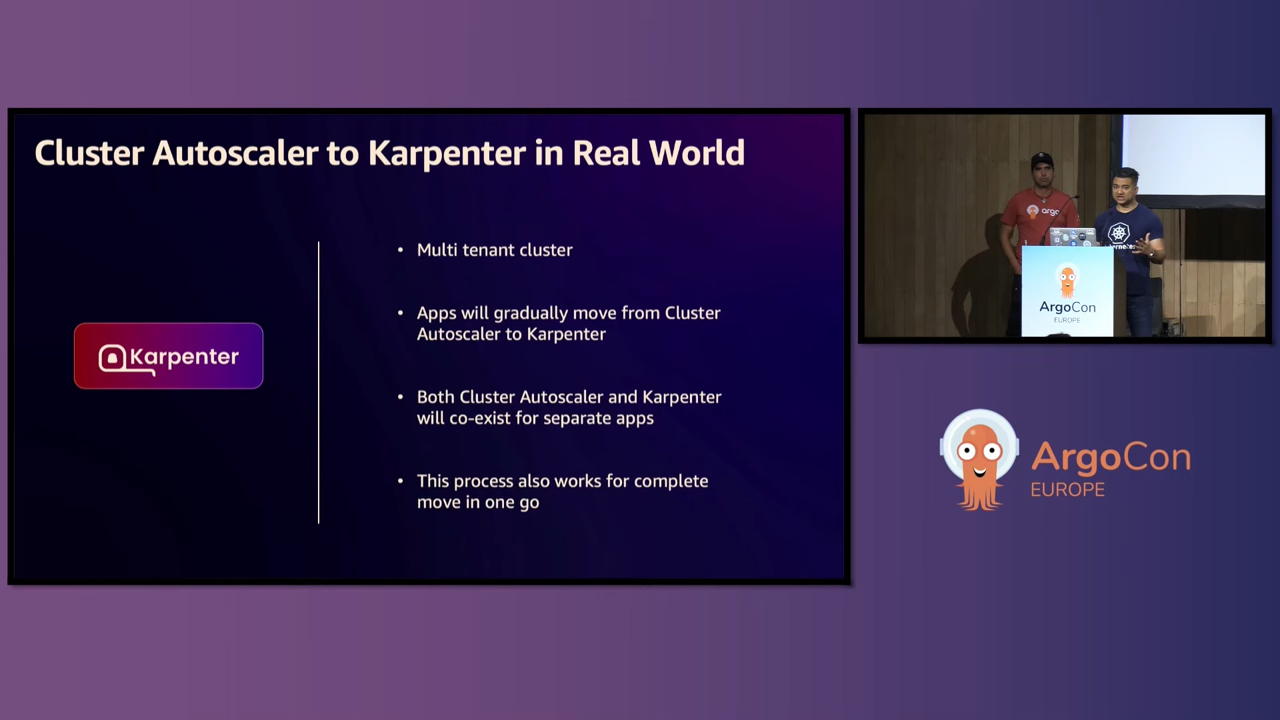 Cluster Autoscaler to Karpenter in Real World
Karpenter
• Multi tenant cluster
• Apps will gradually move from Cluster
Autoscaler to Karpenter
• Both Cluster Autoscaler and Karpenter
will co-exist for separate apps
• This process also works for complete
move in one go
argo
ArgoCon
EUROPE
ArgoCon
EUROPE